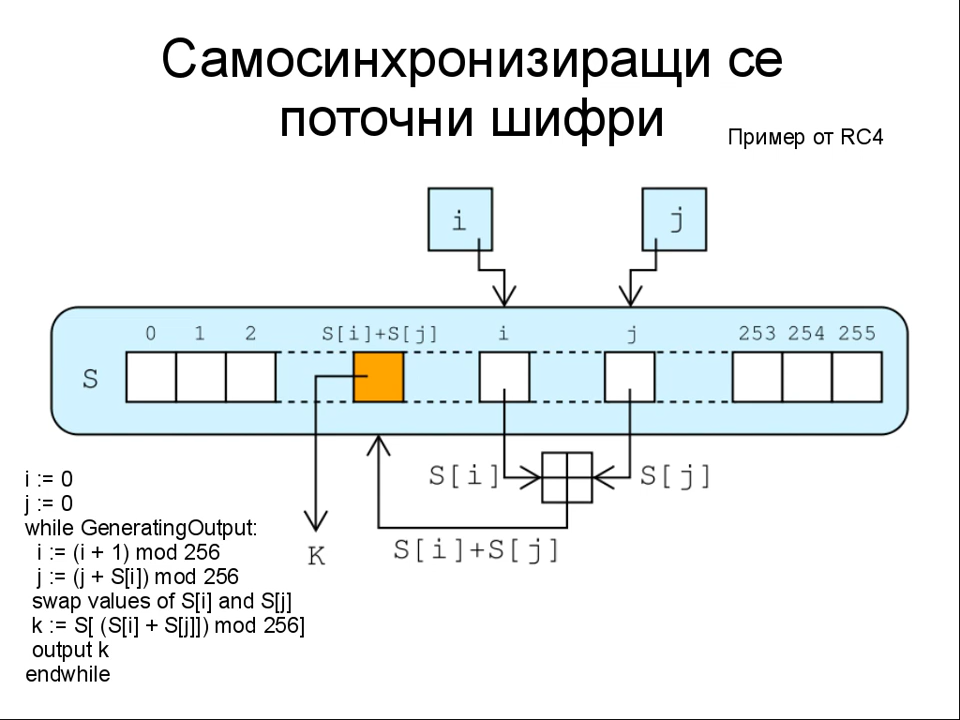 Самосинхронизиращи се
поточни шифри
Пример от RC4
i
j
0 1 2 S[i]+S[j] i j 253 254 255
S
S[i]
S[j]
S[i]+S[j]
K
i := 0
j := 0
while GeneratingOutput:
i := (i + 1) mod 256
j := (j + S[i]) mod 256
swap values of S[i] and S[j]
k := S[ (S[i] + S[j]]) mod 256]
output k
endwhile